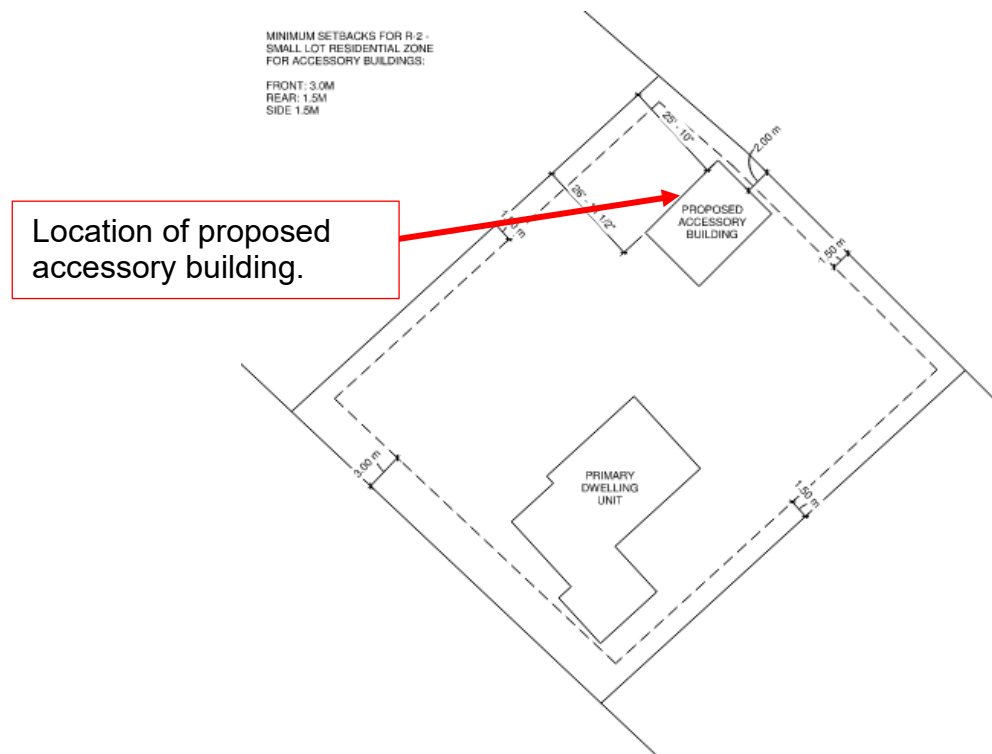 MINIMUM SETBACKS FOR R-2 -
SMALL LOT RESIDENTIAL ZONE
FOR ACCESSORY BUILDINGS:
FRONT: 3.0M
REAR: 1.5M
SIDE 1.5M
25' - 10"
2.00 m
Location of proposed
accessory building.
PROPOSED
ACCESSORY
BUILDING
1.50 m
3.00 m
PRIMARY
DWELLING
UNIT
1.50 m